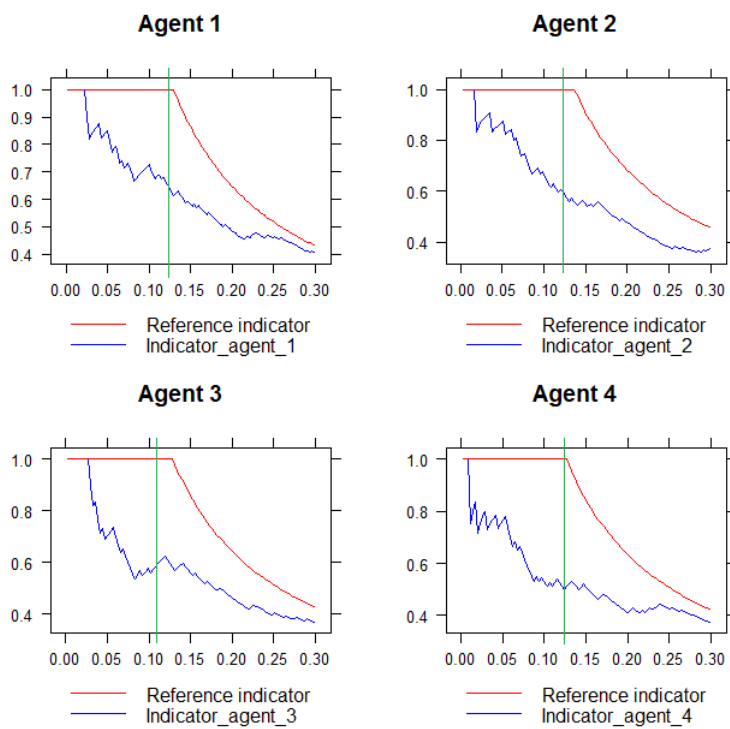 Agent 1
1.0
0.9
0.8
0.7
0.6
0.5
0.4
0.00 0.05 0.10 0.15 0.20 0.25 0.30
Reference indicator
Indicator_agent_1
Agent 2
1.0
0.8
0.6
0.4
0.00 0.05 0.10 0.15 0.20 0.25 0.30
Reference indicator
Indicator_agent_2
Agent 3
1.0
0.8
0.6
0.4
0.00 0.05 0.10 0.15 0.20 0.25 0.30
Reference indicator
Indicator_agent_3
Agent 4
1.0
0.8
0.6
0.4
0.00 0.05 0.10 0.15 0.20 0.25 0.30
Reference indicator
Indicator_agent_4